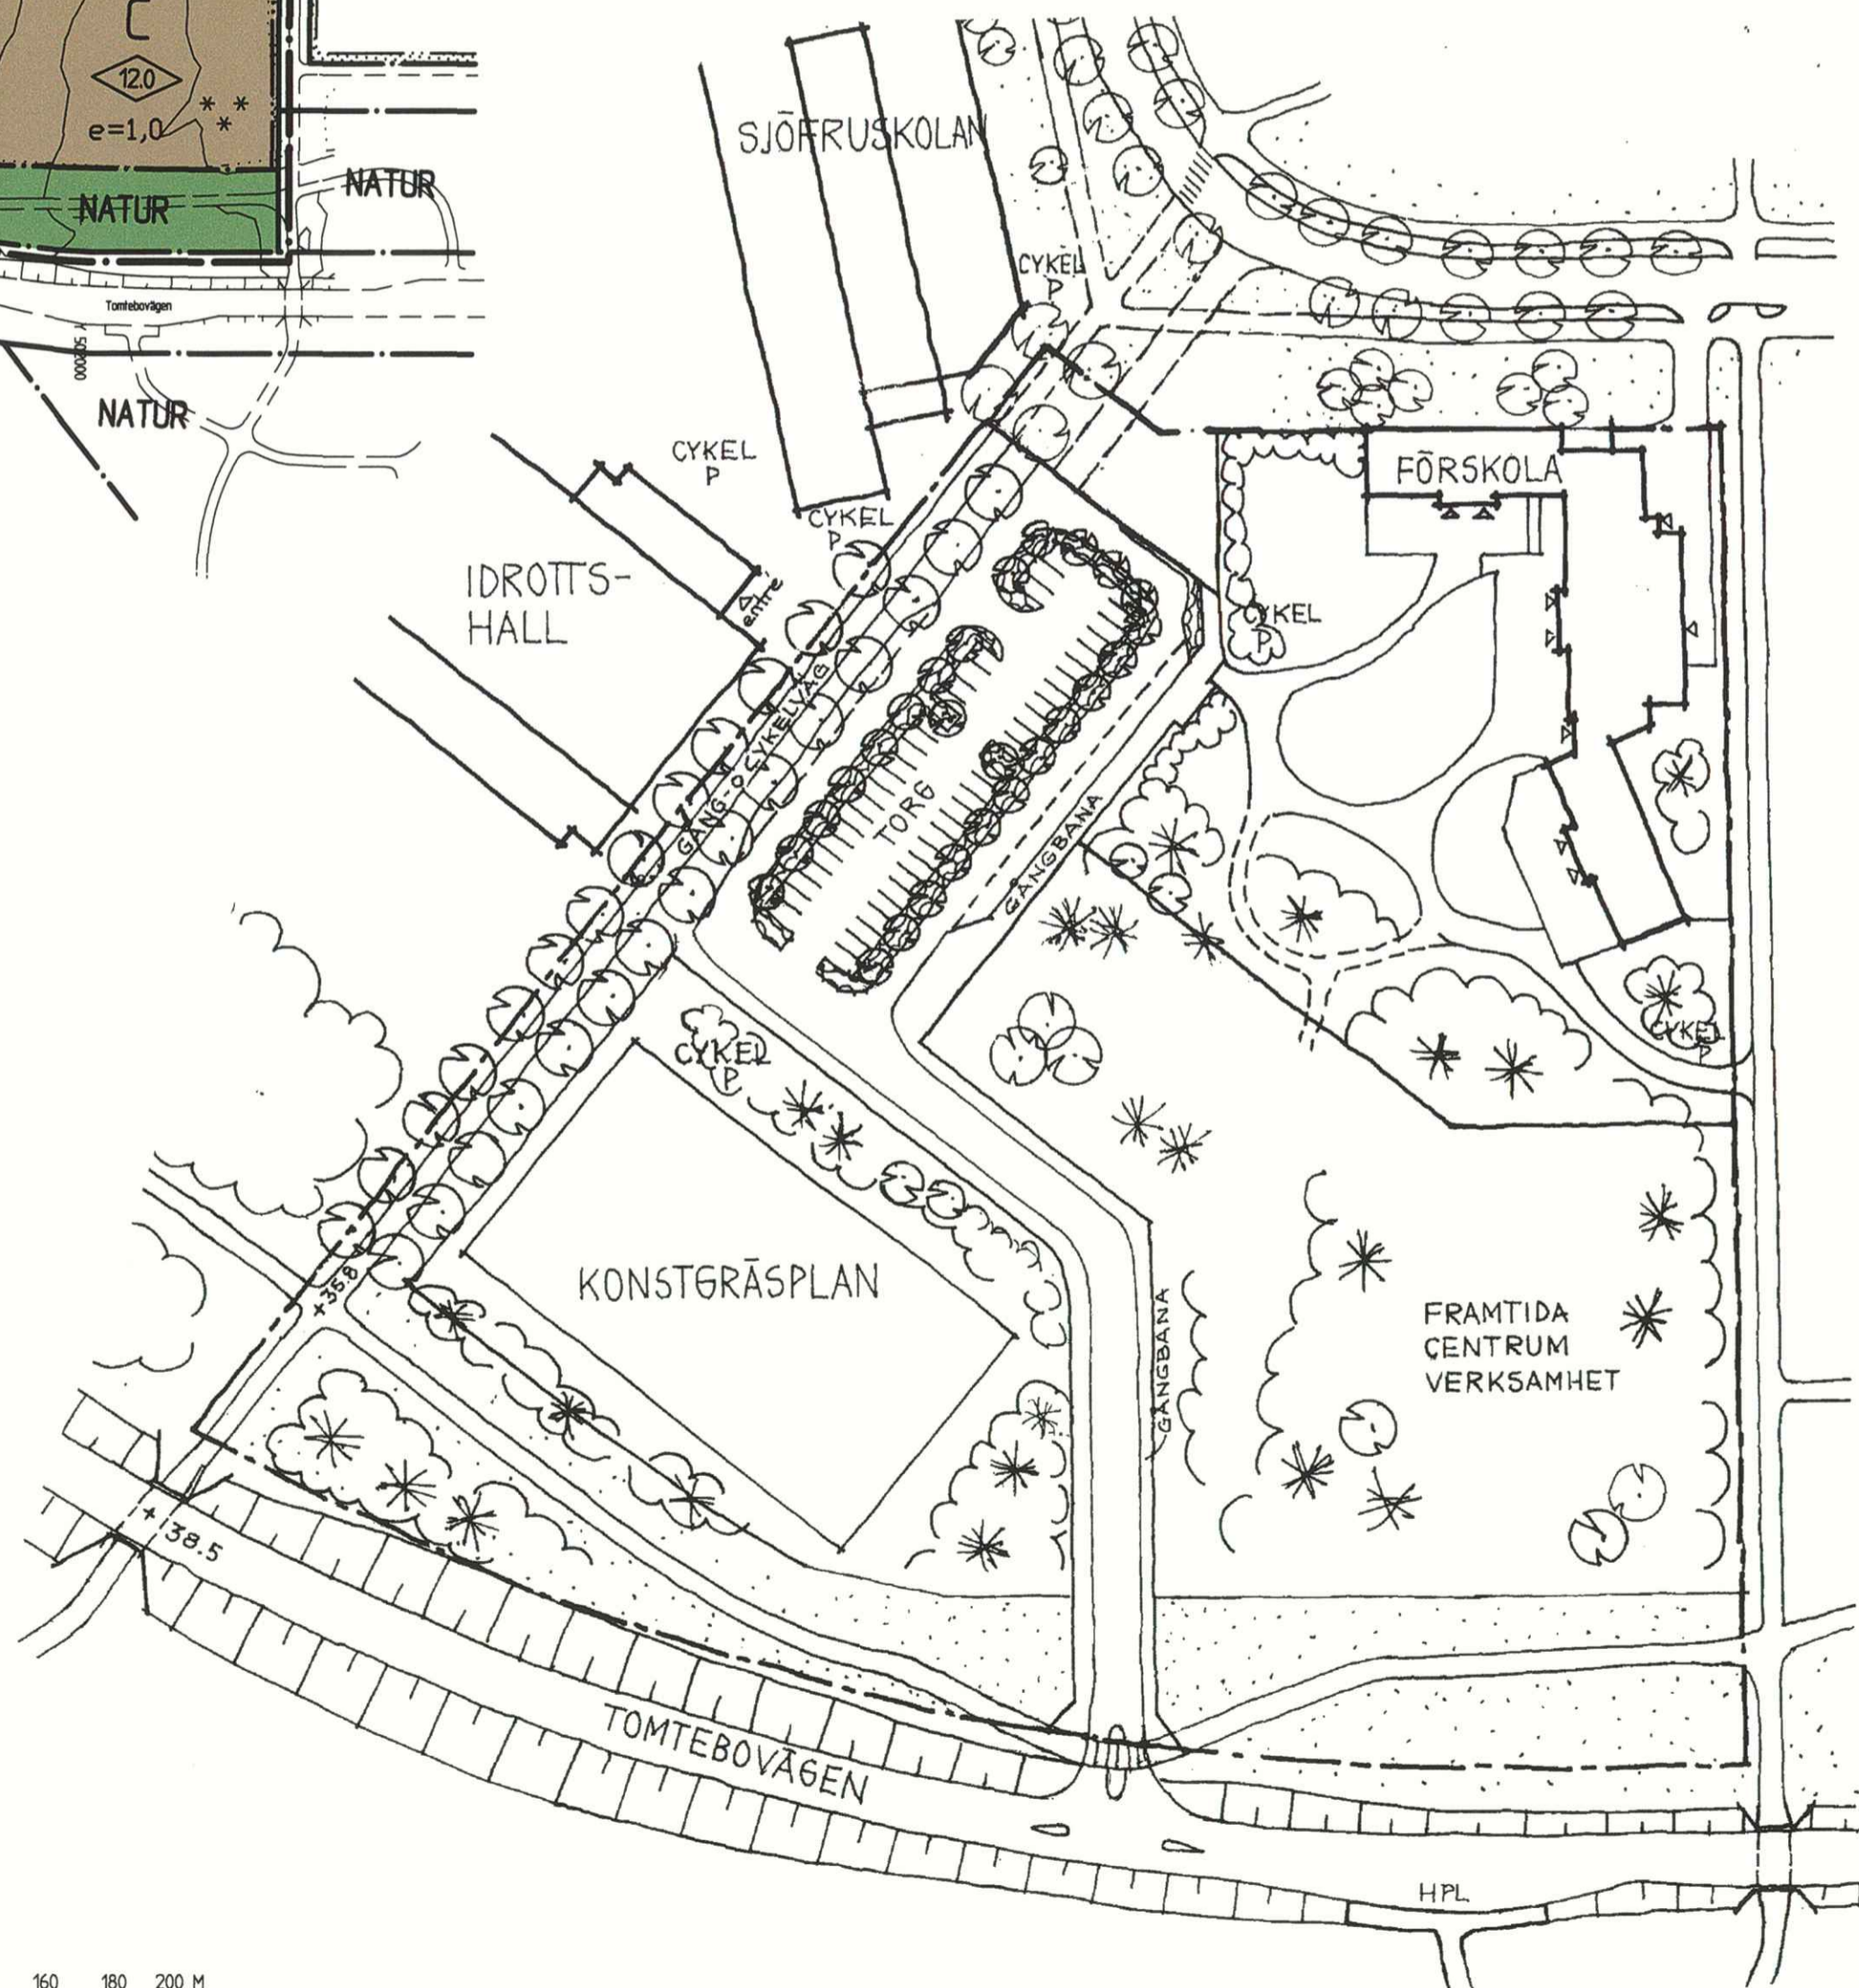 C
12.0
e=1,0
NATUR
NATUR
Tomtebovägen
Y 502000
NATUR
SJÖFRUSKOLAN
CYKEL
P
CYKEL
P
CYKEL
P
FÖRSKOLA
IDROTTS-
HALL
entré
CYKEL
P
GÅNG- O CYKELVÄG
TORG
GÅNGBANA
CYKEL
P
CYKEL
P
KONSTGRÄSPLAN
+35.8
GÅNGBANA
FRAMTIDA
CENTRUM
VERKSAMHET
+38.5
TOMTEBOVÄGEN
HPL
160 180 200 M